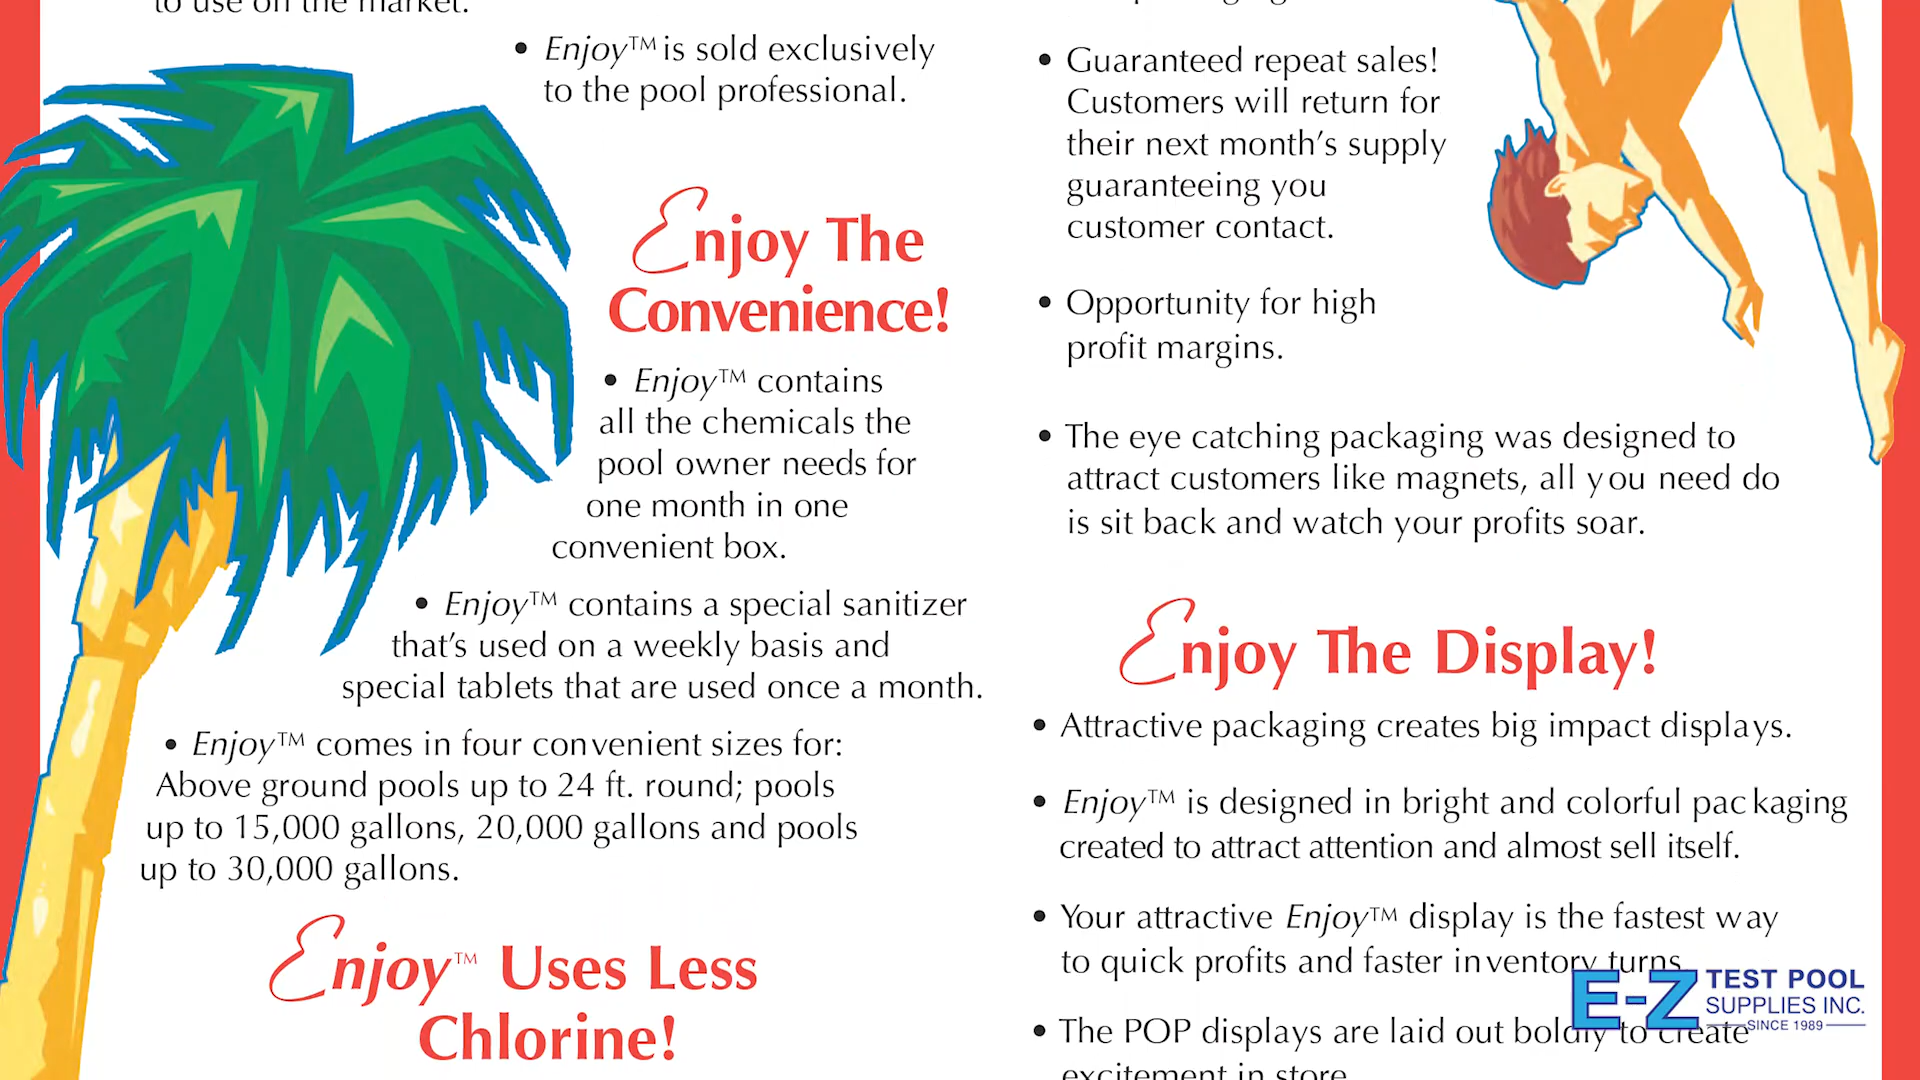 to use on the market.
• Enjoy™ is sold exclusively
to the pool professional.
Enjoy The
Convenience!
• Enjoy™ contains
all the chemicals the
pool owner needs for
one month in one
convenient box.
• Enjoy™ contains a special sanitizer
that's used on a weekly basis and
special tablets that are used once a month.
• Enjoy™ comes in four convenient sizes for:
Above ground pools up to 24 ft. round; pools
up to 15,000 gallons, 20,000 gallons and pools
up to 30,000 gallons.
Enjoy™ Uses Less
Chlorine!
• Guaranteed repeat sales!
Customers will return for
their next month's supply
guaranteeing you
customer contact.
• Opportunity for high
profit margins.
• The eye catching packaging was designed to
attract customers like magnets, all you need do
is sit back and watch your profits soar.
Enjoy The Display!
• Attractive packaging creates big impact displays.
• Enjoy™ is designed in bright and colorful packaging
created to attract attention and almost sell itself.
• Your attractive Enjoy™ display is the fastest way
to quick profits and faster inventory turns
• The POP displays are laid out boldly to create
excitement in store
E-Z TEST POOL
SUPPLIES INC.
SINCE 1989